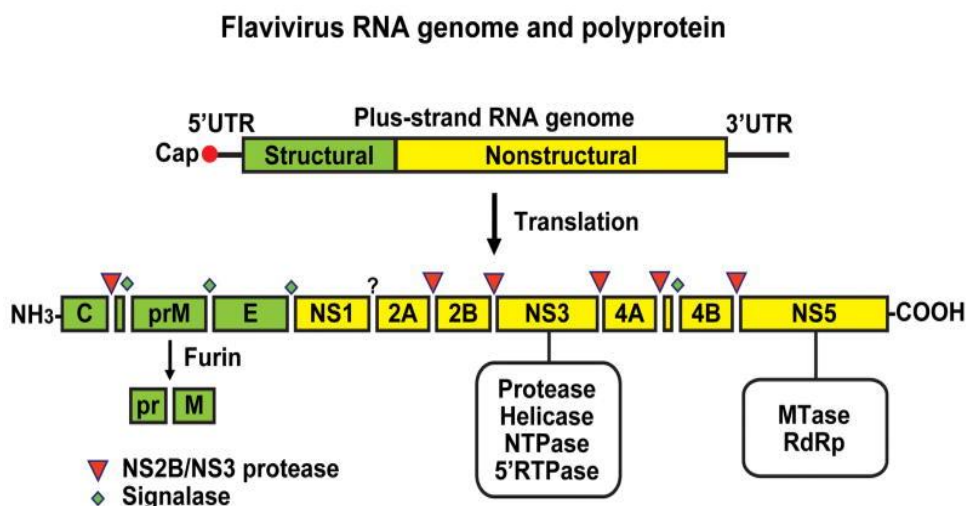 Flavivirus RNA genome and polyprotein
5'UTR Plus-strand RNA genome 3'UTR
Cap Structural Nonstructural
Translation
?
NH3- C prM E NS1 2A 2B NS3 4A 4B NS5 -COOH
Furin
pr M
Protease
Helicase
NTPase
5'RTPase
MTase
RdRp
NS2B/NS3 protease
Signalase